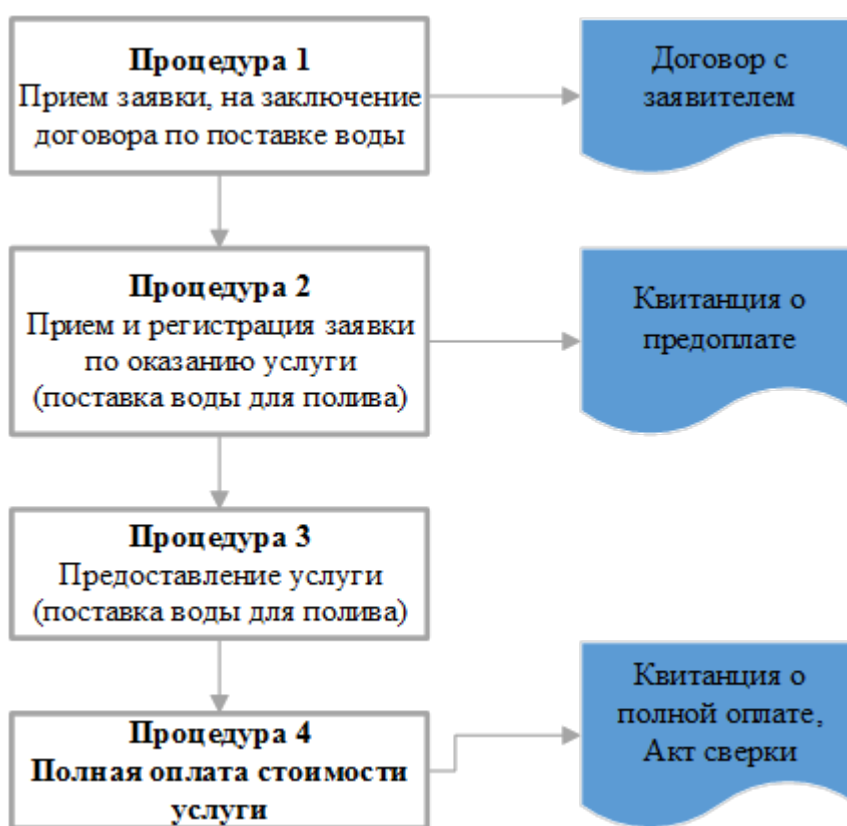 Процедура 1
Прием заявки, на заключение
договора по поставке воды
Договор с
заявителем
Процедура 2
Прием и регистрация заявки
по оказанию услуги
(поставка воды для полива)
Квитанция о
предоплате
Процедура 3
Предоставление услуги
(поставка воды для полива)
Процедура 4
Полная оплата стоимости
услуги
Квитанция о
полной оплате,
Акт сверки